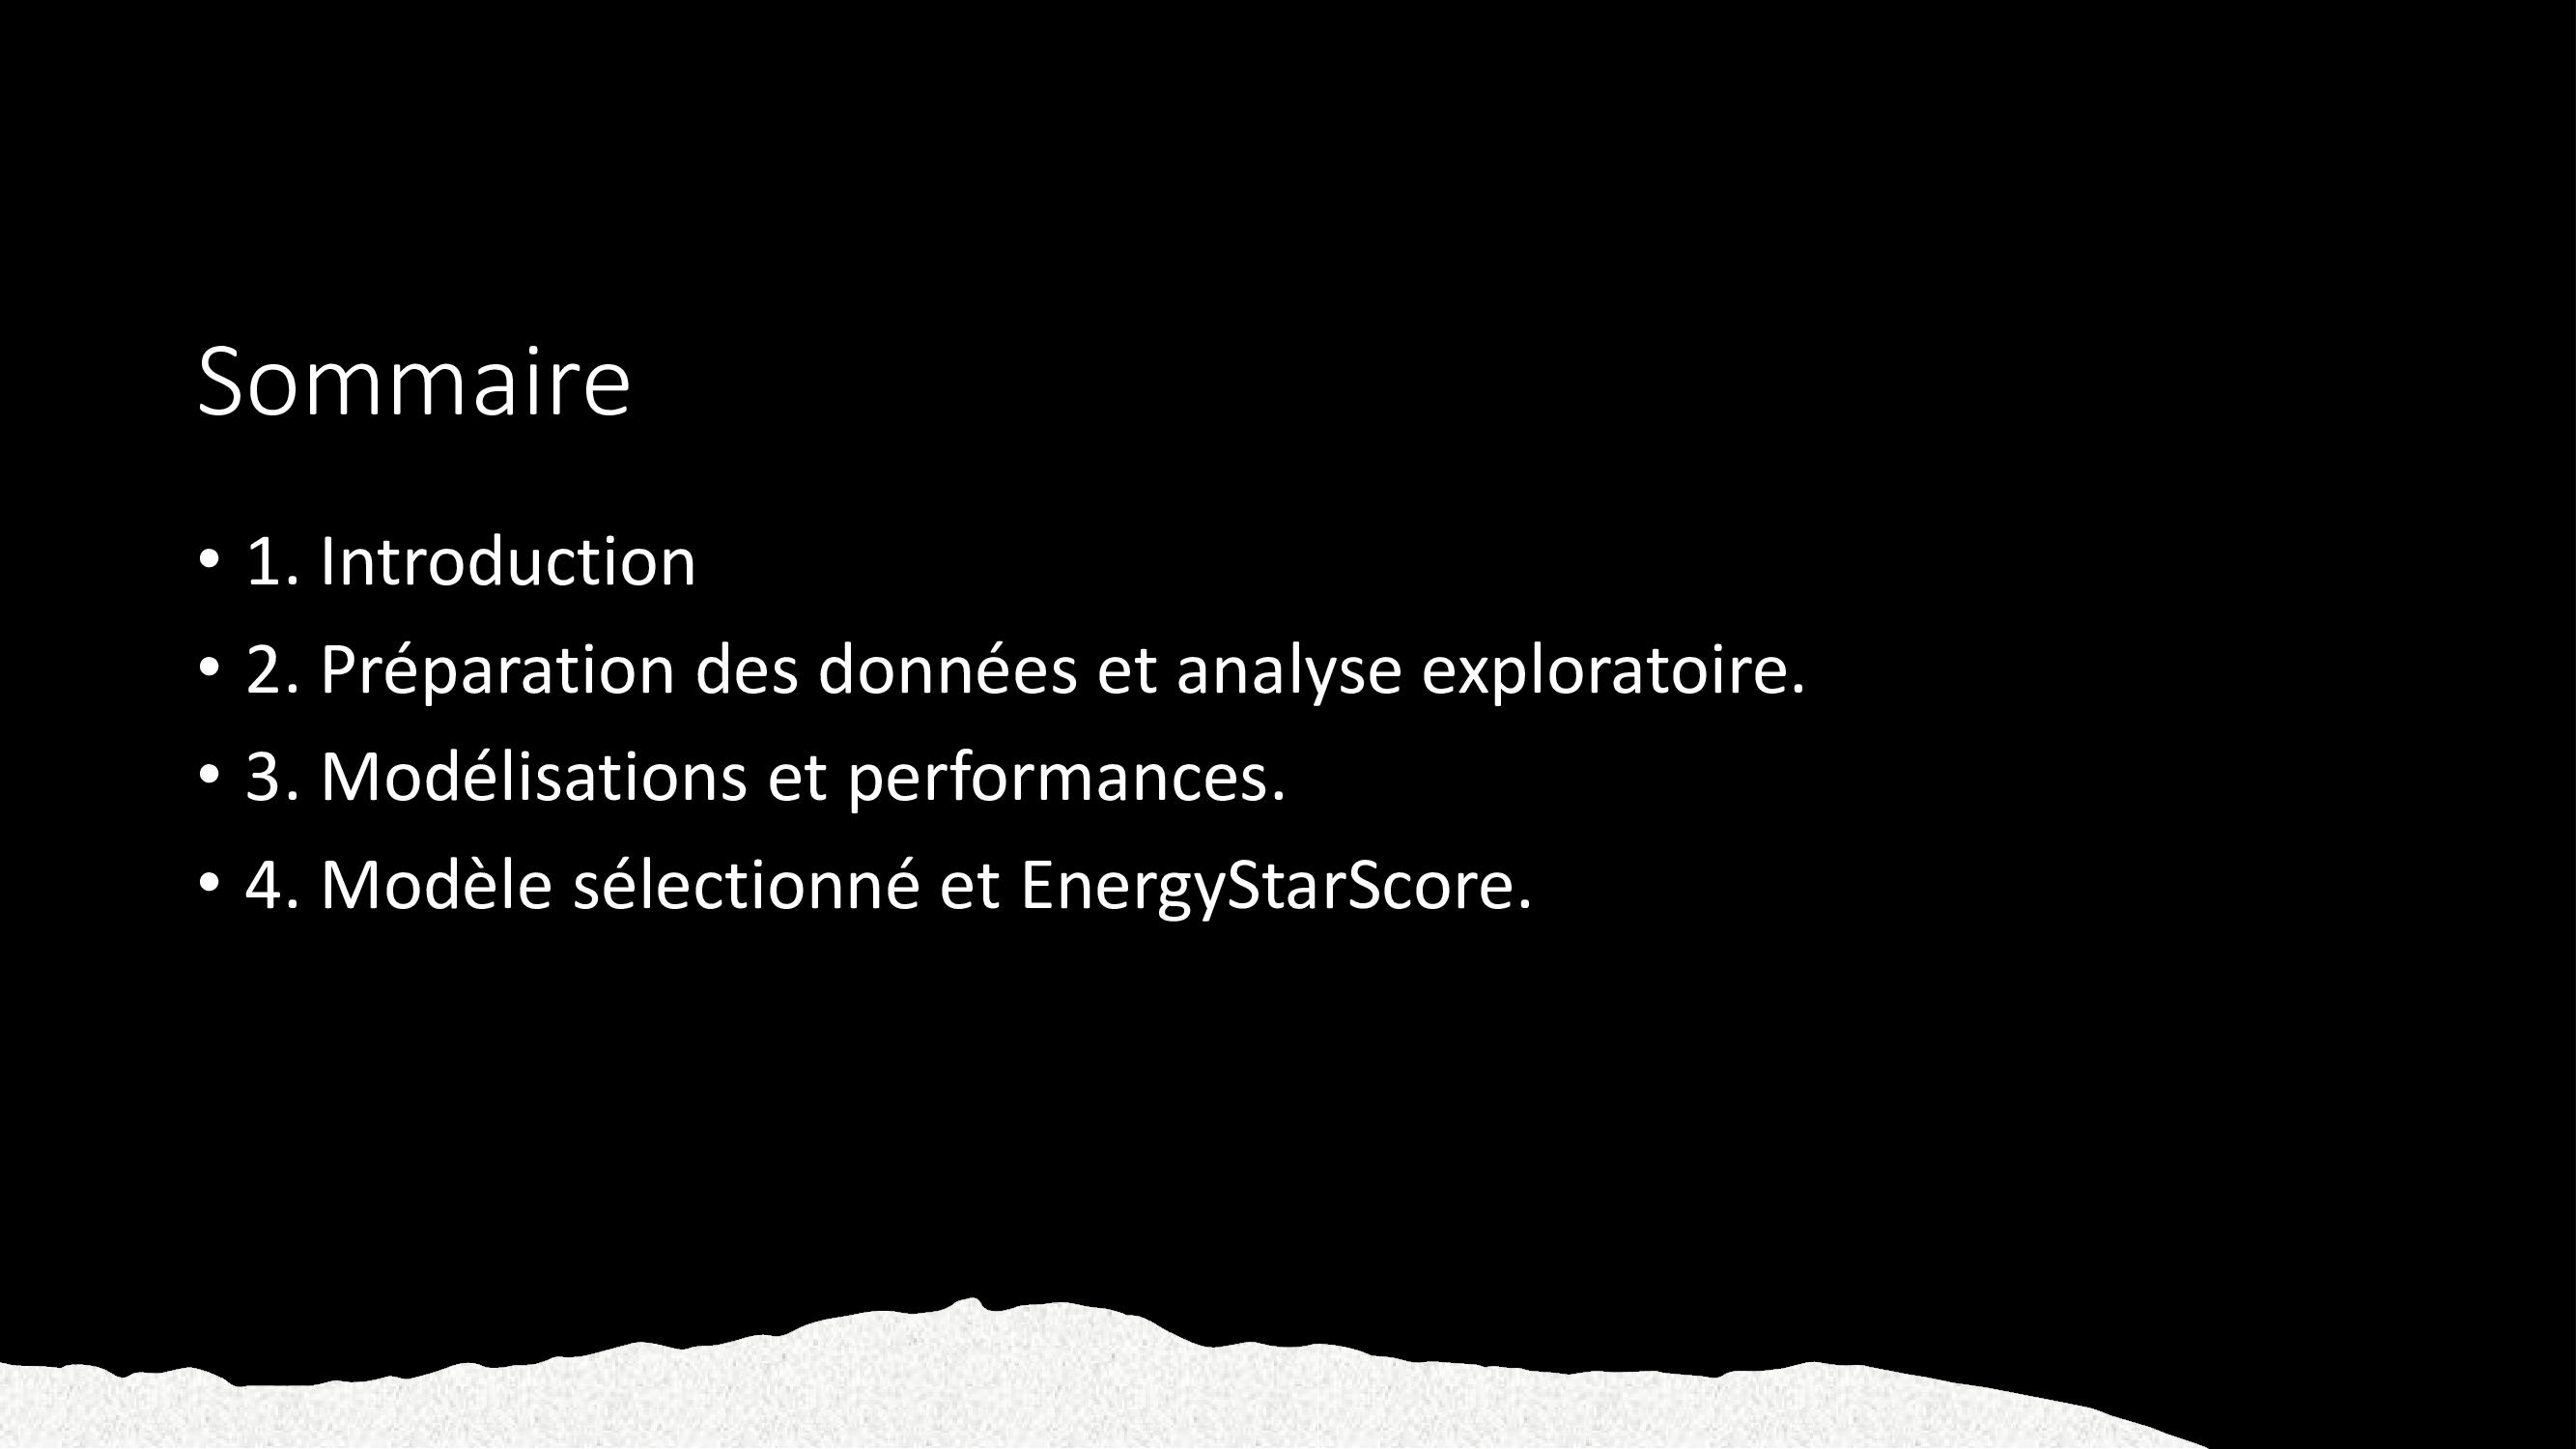 Sommaire
• 1. Introduction
• 2. Préparation des données et analyse exploratoire.
• 3. Modélisations et performances.
• 4. Modèle sélectionné et EnergyStarScore.